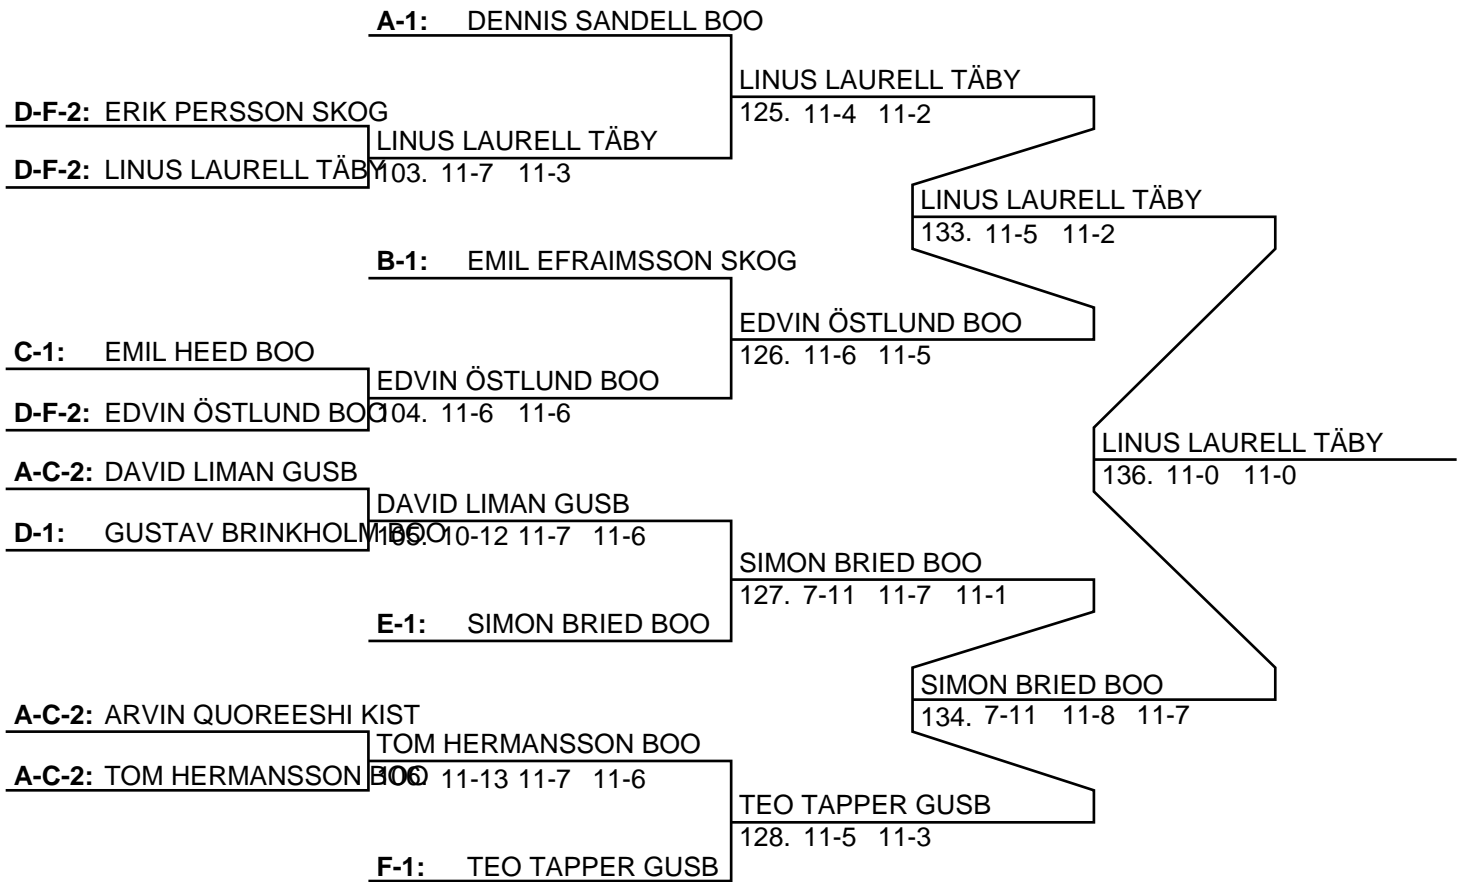 A-1: DENNIS SANDELL BOO
LINUS LAURELL TÄBY
125. 11-4 11-2
D-F-2: ERIK PERSSON SKOG
LINUS LAURELL TÄBY
D-F-2: LINUS LAURELL TÄBY
103. 11-7 11-3
LINUS LAURELL TÄBY
133. 11-5 11-2
B-1: EMIL EFRAIMSSON SKOG
EDVIN ÖSTLUND BOO
126. 11-6 11-5
C-1: EMIL HEED BOO
EDVIN ÖSTLUND BOO
D-F-2: EDVIN ÖSTLUND BOO
104. 11-6 11-6
LINUS LAURELL TÄBY
136. 11-0 11-0
A-C-2: DAVID LIMAN GUSB
DAVID LIMAN GUSB
D-1: GUSTAV BRINKHOLM BOO
105. 10-12 11-7 11-6
SIMON BRIED BOO
127. 7-11 11-7 11-1
E-1: SIMON BRIED BOO
SIMON BRIED BOO
134. 7-11 11-8 11-7
A-C-2: ARVIN QUOREESHI KIST
TOM HERMANSSON BOO
A-C-2: TOM HERMANSSON BOO
106. 11-13 11-7 11-6
TEO TAPPER GUSB
128. 11-5 11-3
F-1: TEO TAPPER GUSB